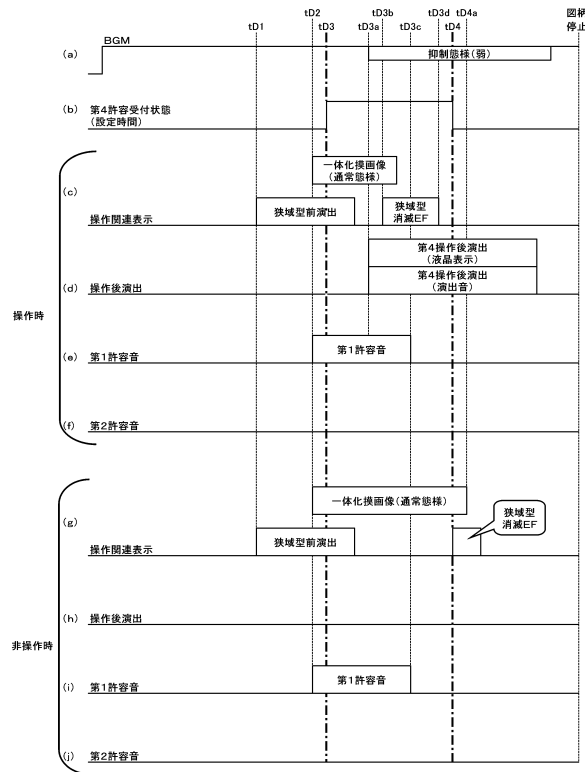 tD1
tD2
tD3
tD3a
tD3b
tD3c
tD3d
tD4
tD4a
図柄
停止
(a)
BGM
抑制態様(弱)
(b)
第4許容受付状態
(設定時間)
操作時
(c)
操作関連表示
一体化摸画像
(通常態様)
狭域型前演出
狭域型
消滅EF
(d)
操作後演出
第4操作後演出
(液晶表示)
第4操作後演出
(演出音)
(e)
第1許容音
第1許容音
(f)
第2許容音
非操作時
(g)
操作関連表示
一体化摸画像(通常態様)
狭域型前演出
狭域型
消滅EF
(h)
操作後演出
(i)
第1許容音
第1許容音
(j)
第2許容音